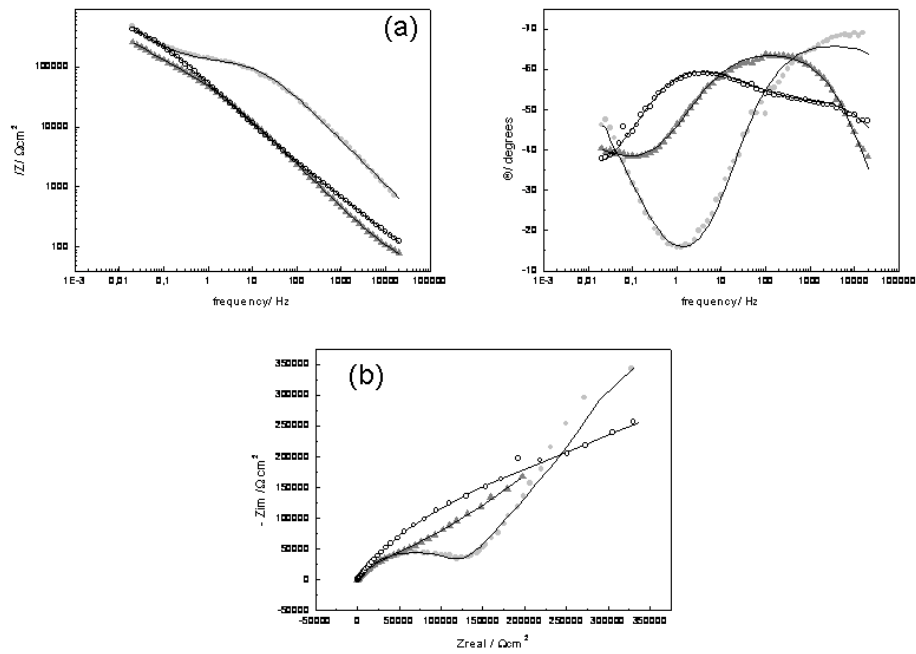 (a)
/Z/ Ωcm²
100000
10000
1000
100
1E-3 0,01 0,1 1 10 100 1000 10000 100000
frequency/ Hz
Θ/ degrees
-70
-60
-50
-40
-30
-20
-10
1E-3 0,01 0,1 1 10 100 1000 10000 100000
frequency/ Hz
(b)
- Zim /Ωcm²
350000
300000
250000
200000
150000
100000
50000
0
-50000
-50000 0 50000 100000 150000 200000 250000 300000 350000
Zreal / Ωcm²